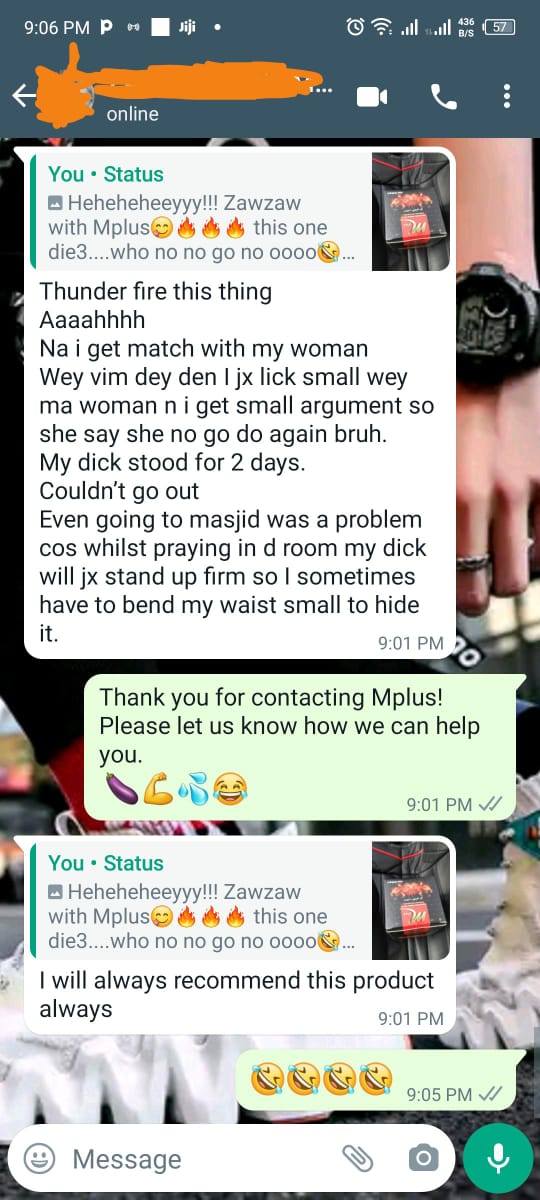 9:06 PM
Jiji
436
B/S
57
online
You • Status
Heheheheeyyy!!! Zawzaw
with Mplus😋🔥🔥🔥 this one
die3....who no no go no oooo🤣...
Thunder fire this thing
Aaaahhhh
Na i get match with my woman
Wey vim dey den I jx lick small wey
ma woman n i get small argument so
she say she no go do again bruh.
My dick stood for 2 days.
Couldn’t go out
Even going to masjid was a problem
cos whilst praying in d room my dick
will jx stand up firm so I sometimes
have to bend my waist small to hide
it.
9:01 PM
Thank you for contacting Mplus!
Please let us know how we can help
you.
🍆💪💦😂
9:01 PM
You • Status
Heheheheeyyy!!! Zawzaw
with Mplus😋🔥🔥🔥 this one
die3....who no no go no oooo🤣...
I will always recommend this product
always
9:01 PM
🤣🤣🤣🤣
9:05 PM
Message